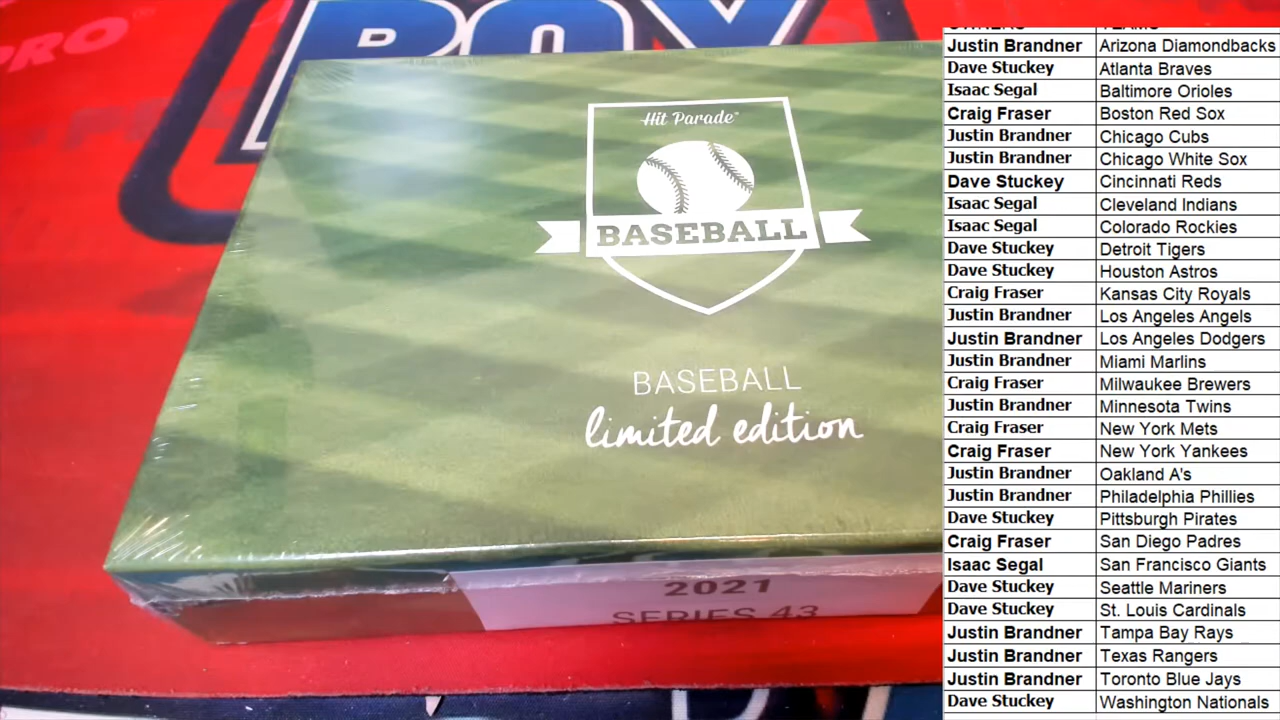 PRO
BOX
Hit Parade
BASEBALL
BASEBALL
limited edition
2021
SERIES 43
OWNERS TEAMS
Justin Brandner Arizona Diamondbacks
Dave Stuckey Atlanta Braves
Isaac Segal Baltimore Orioles
Craig Fraser Boston Red Sox
Justin Brandner Chicago Cubs
Justin Brandner Chicago White Sox
Dave Stuckey Cincinnati Reds
Isaac Segal Cleveland Indians
Isaac Segal Colorado Rockies
Dave Stuckey Detroit Tigers
Dave Stuckey Houston Astros
Craig Fraser Kansas City Royals
Justin Brandner Los Angeles Angels
Justin Brandner Los Angeles Dodgers
Justin Brandner Miami Marlins
Craig Fraser Milwaukee Brewers
Justin Brandner Minnesota Twins
Craig Fraser New York Mets
Craig Fraser New York Yankees
Justin Brandner Oakland A's
Justin Brandner Philadelphia Phillies
Dave Stuckey Pittsburgh Pirates
Craig Fraser San Diego Padres
Isaac Segal San Francisco Giants
Dave Stuckey Seattle Mariners
Dave Stuckey St. Louis Cardinals
Justin Brandner Tampa Bay Rays
Justin Brandner Texas Rangers
Justin Brandner Toronto Blue Jays
Dave Stuckey Washington Nationals